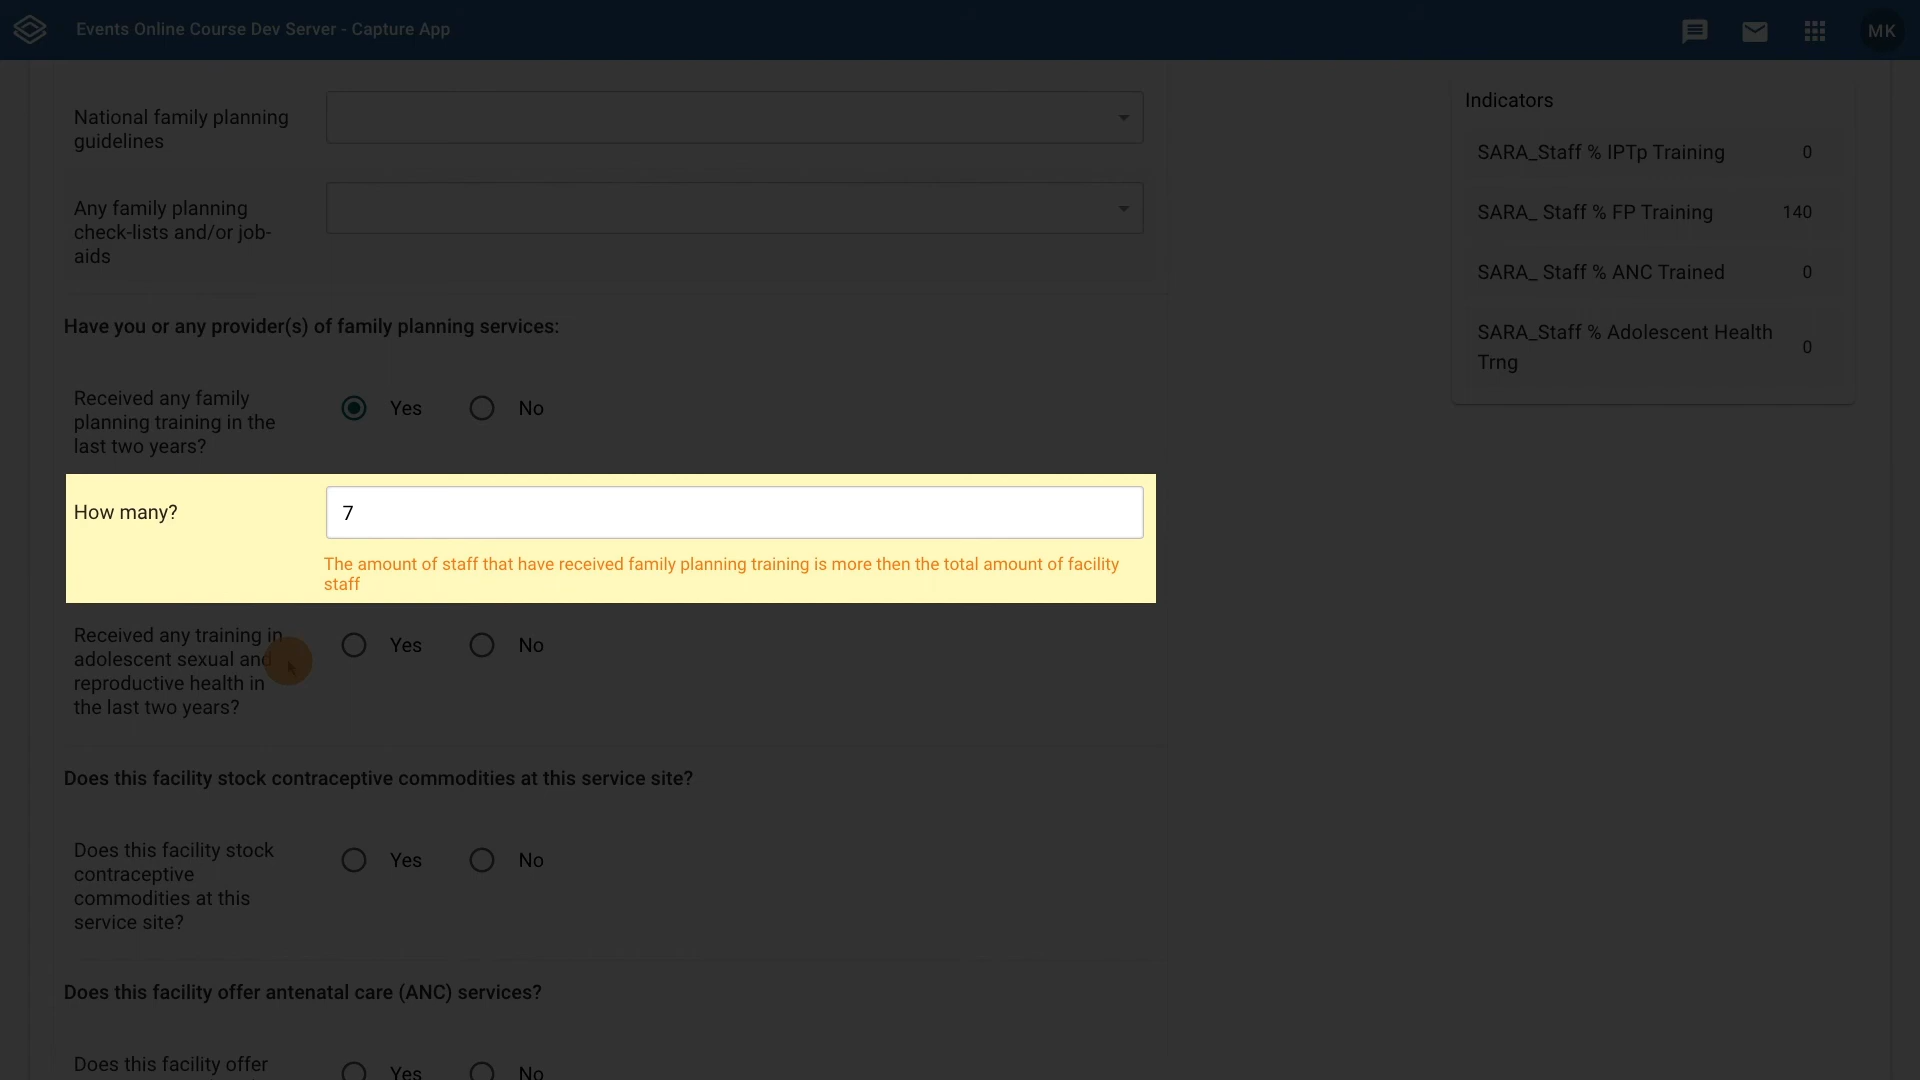 Events Online Course Dev Server - Capture App
MK
National family planning
guidelines
Any family planning
check-lists and/or job-
aids
Have you or any provider(s) of family planning services:
Received any family
planning training in the
last two years?
Yes
No
How many?
7
The amount of staff that have received family planning training is more then the total amount of facility
staff
Received any training in
adolescent sexual and
reproductive health in
the last two years?
Yes
No
Does this facility stock contraceptive commodities at this service site?
Does this facility stock
contraceptive
commodities at this
service site?
Yes
No
Does this facility offer antenatal care (ANC) services?
Does this facility offer
Yes
No
Indicators
SARA_Staff % IPTp Training 0
SARA_ Staff % FP Training 140
SARA_ Staff % ANC Trained 0
SARA_Staff % Adolescent Health
Trng
0